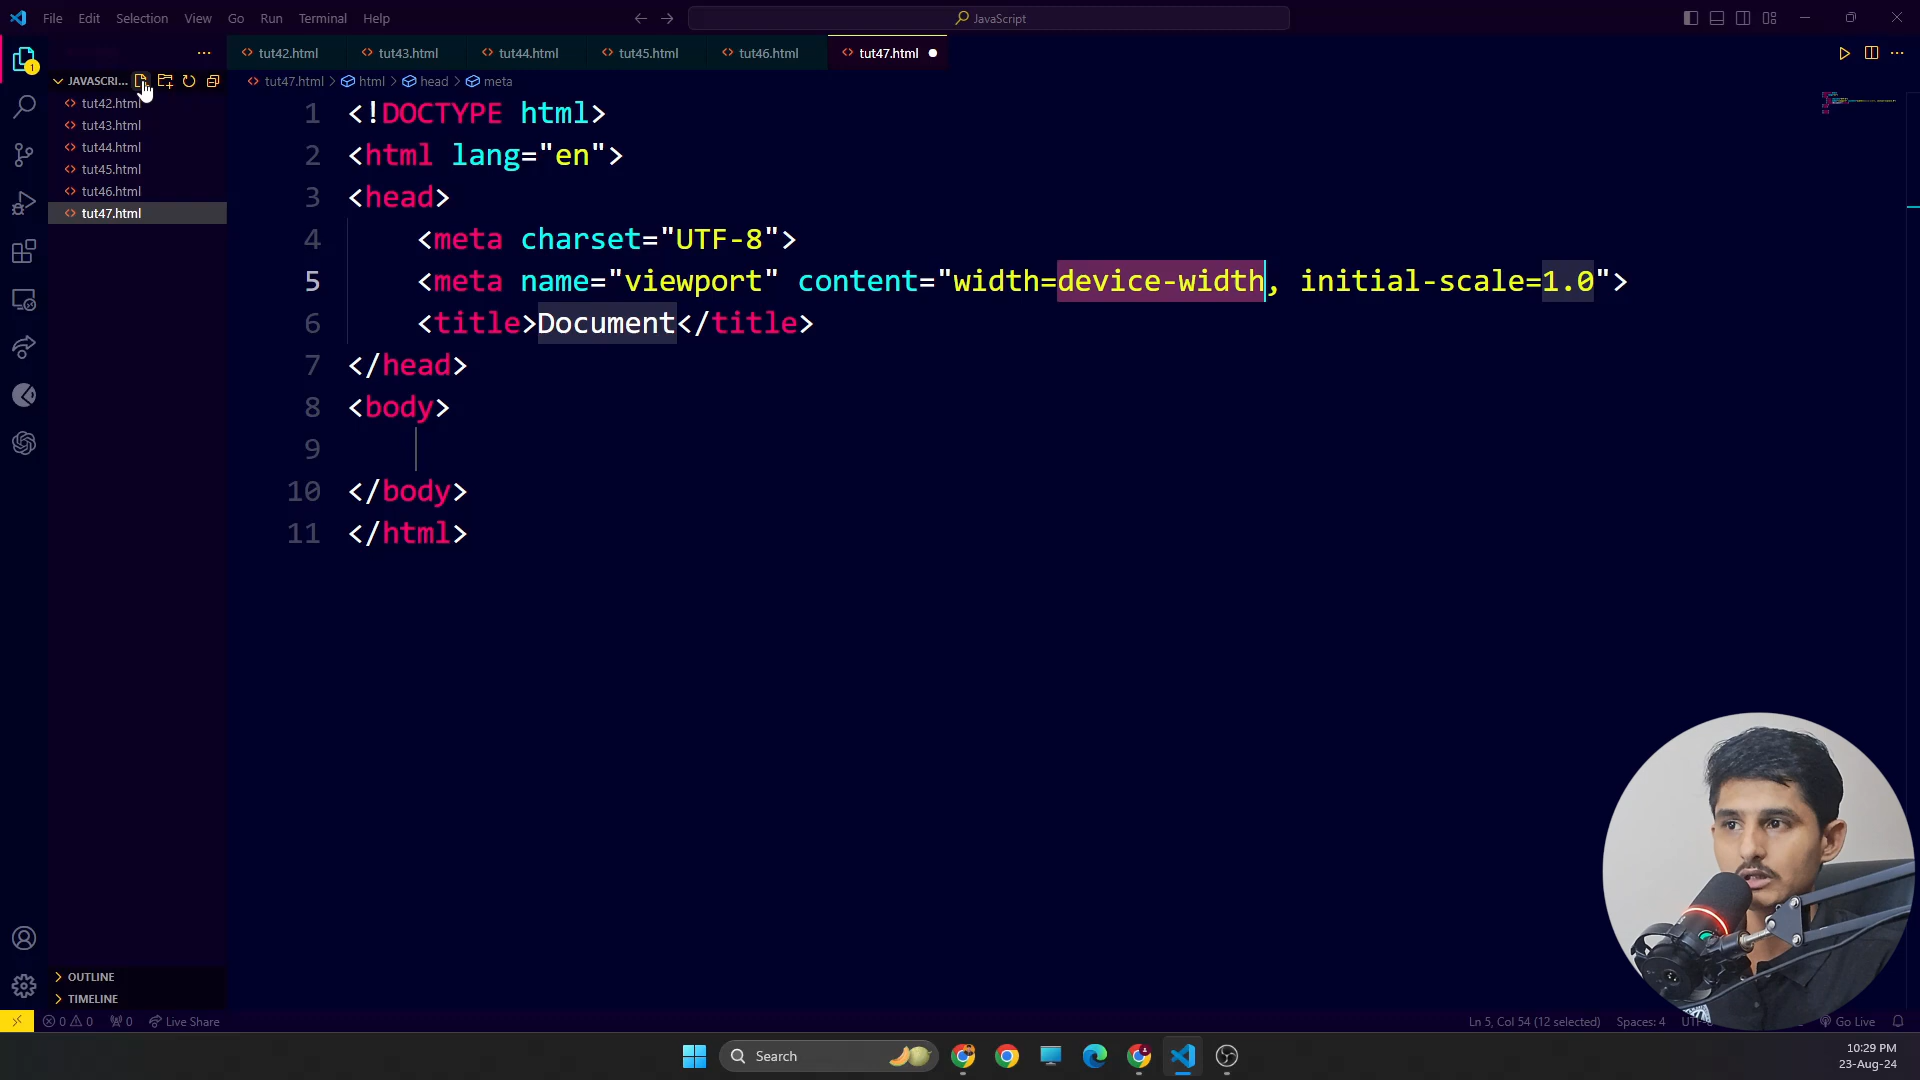 File Edit Selection View Go Run Terminal Help
JavaScript
tut42.html tut43.html tut44.html tut45.html tut46.html tut47.html
JAVASCRI...
tut47.html > html > head > meta
tut42.html
tut43.html
tut44.html
tut45.html
tut46.html
tut47.html
1 <!DOCTYPE html>
2 <html lang="en">
3 <head>
4 <meta charset="UTF-8">
5 <meta name="viewport" content="width=device-width, initial-scale=1.0">
6 <title>Document</title>
7 </head>
8 <body>
9
10 </body>
11 </html>
1
OUTLINE
TIMELINE
0 0 0 Live Share
Ln 5, Col 54 (12 selected) Spaces: 4 Go Live
Search
10:29 PM
23-Aug-24